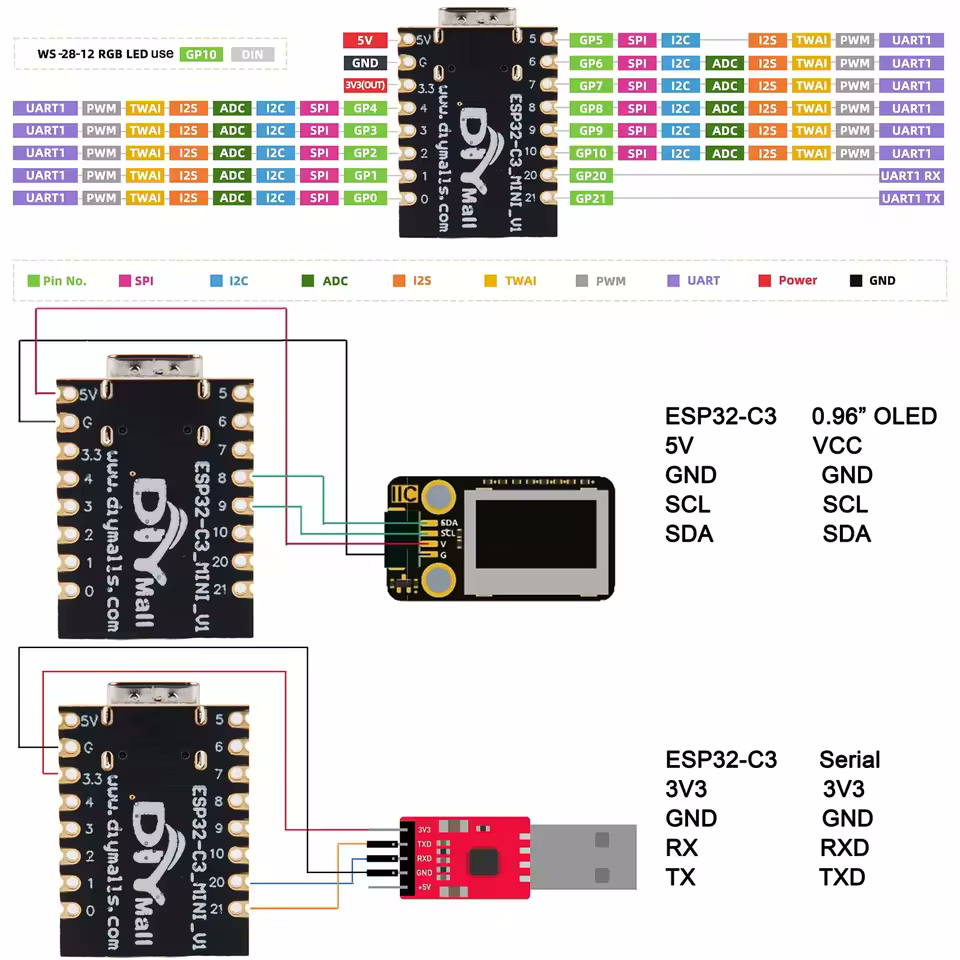 WS-28-12 RGB LED use GP10 DIN
5V
GND
3V3(OUT)
UART1 PWM TWAI I2S ADC I2C SPI GP4
UART1 PWM TWAI I2S ADC I2C SPI GP3
UART1 PWM TWAI I2S ADC I2C SPI GP2
UART1 PWM TWAI I2S ADC I2C SPI GP1
UART1 PWM TWAI I2S ADC I2C SPI GP0
5V
G
3.3
4
3
2
1
0
www.diymalls.com
DIY Mall
ESP32-C3_MINI_V1
5
6
7
8
9
10
20
21
GP5 SPI I2C I2S TWAI PWM UART1
GP6 SPI I2C ADC I2S TWAI PWM UART1
GP7 SPI I2C ADC I2S TWAI PWM UART1
GP8 SPI I2C ADC I2S TWAI PWM UART1
GP9 SPI I2C ADC I2S TWAI PWM UART1
GP10 SPI I2C ADC I2S TWAI PWM UART1
GP20 UART1 RX
GP21 UART1 TX
Pin No. SPI I2C ADC I2S TWAI PWM UART Power GND
5V
G
3.3
4
3
2
1
0
www.diymalls.com
DIY Mall
ESP32-C3_MINI_V1
5
6
7
8
9
10
20
21
IIC
SDA
SCL
V
G
ESP32-C3 0.96” OLED
5V VCC
GND GND
SCL SCL
SDA SDA
5V
G
3.3
4
3
2
1
0
www.diymalls.com
DIY Mall
ESP32-C3_MINI_V1
5
6
7
8
9
10
20
21
3V3
TXD
RXD
GND
+5V
ESP32-C3 Serial
3V3 3V3
GND GND
RX RXD
TX TXD